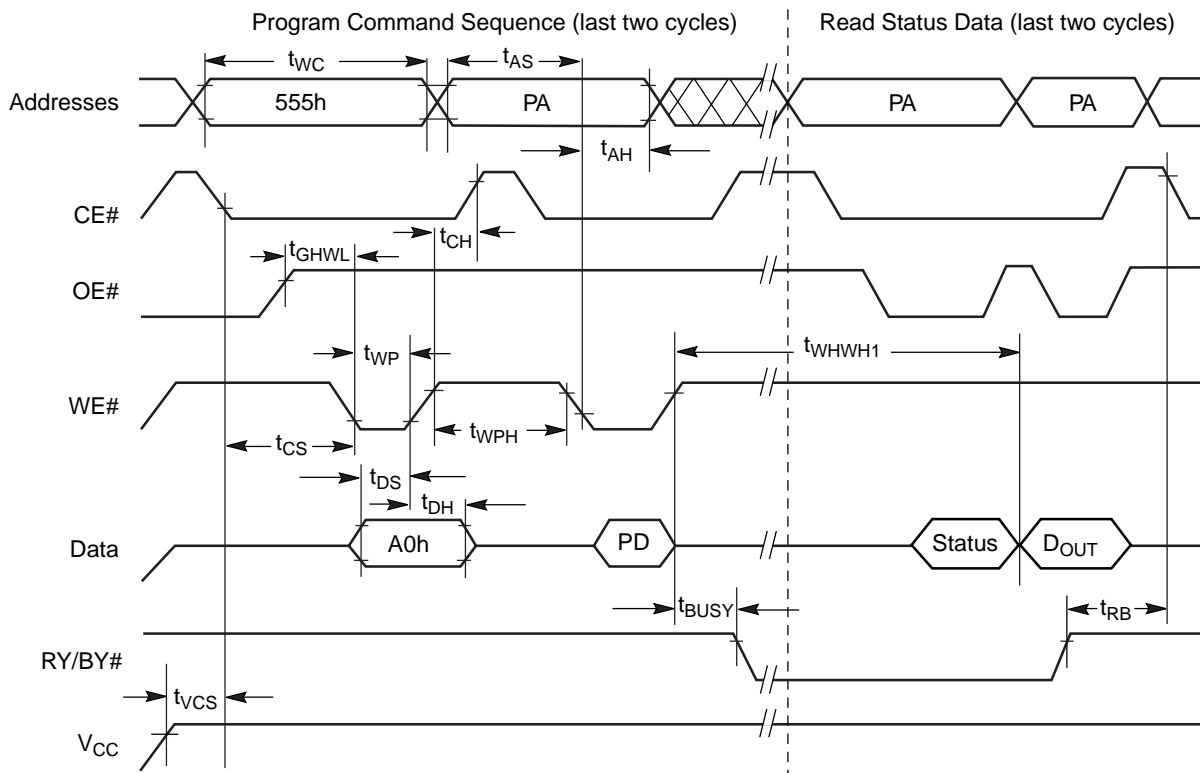 Program Command Sequence (last two cycles)
Read Status Data (last two cycles)
tWC
tAS
Addresses
555h
PA
PA
PA
tAH
CE#
tCH
tGHWL
OE#
tWP
tWHWH1
WE#
tWPH
tCS
tDS
tDH
Data
A0h
PD
Status
DOUT
tBUSY
tRB
RY/BY#
tVCS
VCC